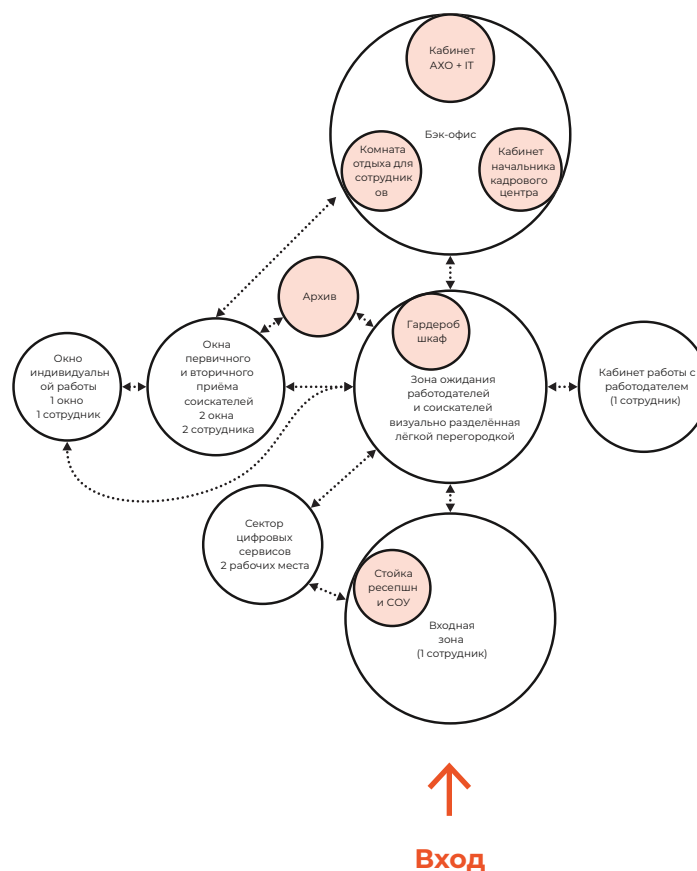 Кабинет
АХО + IT
Бэк-офис
Комната
отдыха для
сотрудник
ов
Кабинет
начальника
кадрового
центра
Архив
Гардероб
шкаф
Окно
индивидуальн
ой работы
1 окно
1 сотрудник
Окна
первичного
и вторичного
приёма
соискателей
2 окна
2 сотрудника
Зона ожидания
работодателей
и соискателей
визуально разделённая
лёгкой перегородкой
Кабинет работы с
работодателем
(1 сотрудник)
Сектор
цифровых
сервисов
2 рабочих места
Стойка
ресепшн
и СОУ
Входная
зона
(1 сотрудник)
Вход